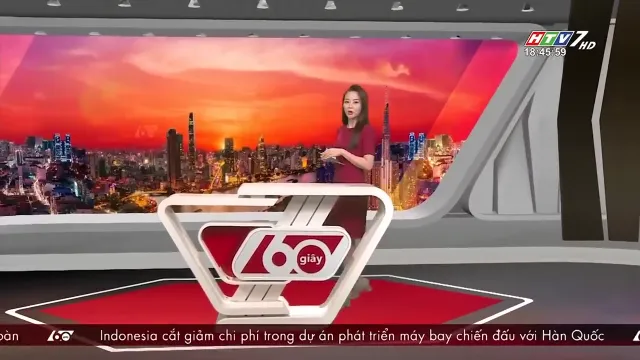 HTV7 HD
18:45:59
60
giây
oàn 60 Indonesia cắt giảm chi phí trong dự án phát triển máy bay chiến đấu với Hàn Quốc